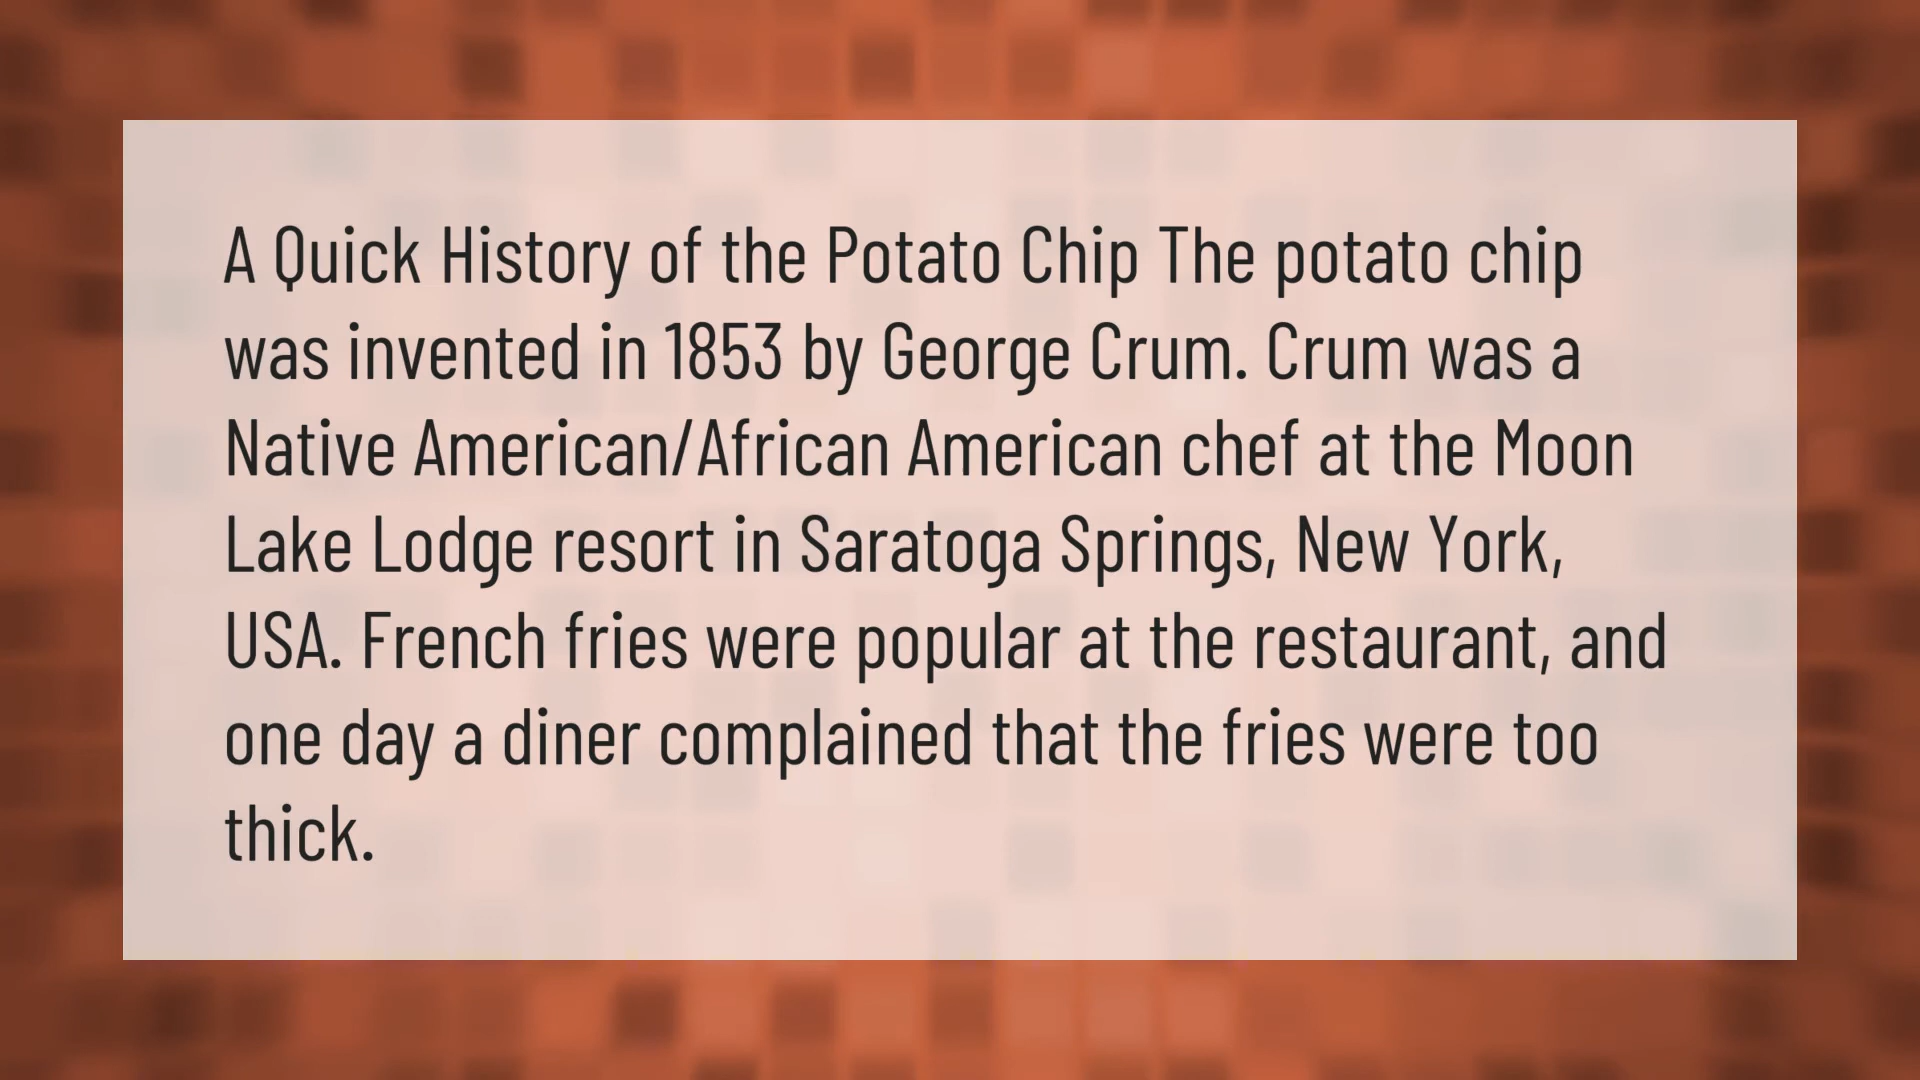 A Quick History of the Potato Chip The potato chip
was invented in 1853 by George Crum. Crum was a
Native American/African American chef at the Moon
Lake Lodge resort in Saratoga Springs, New York,
USA. French fries were popular at the restaurant, and
one day a diner complained that the fries were too
thick.